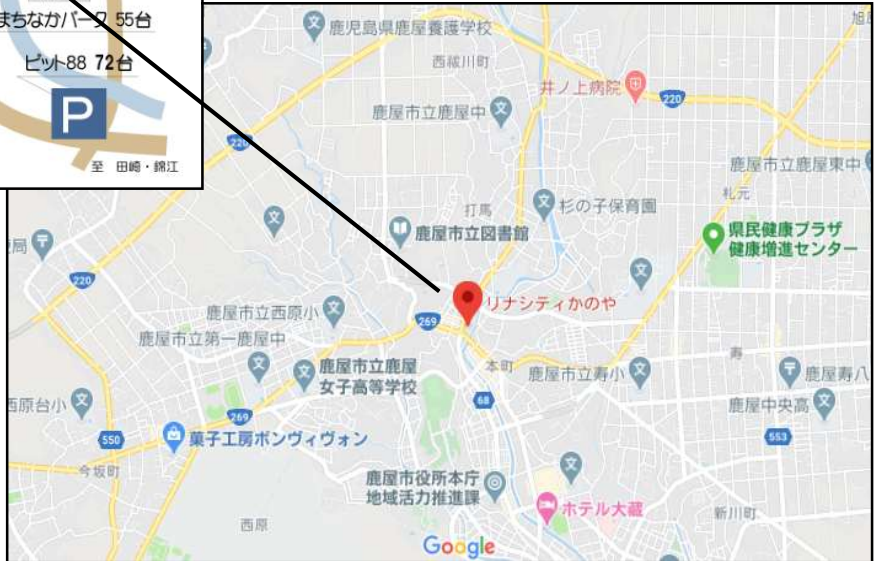 まちなかパーク 55台
ピット88 72台
P
至 田崎・錦江
鹿児島県鹿屋養護学校
西祓川町
井ノ上病院
220
鹿屋市立鹿屋中
220
鹿屋市立鹿屋東中
札元
打馬
杉の子保育園
鹿屋市立図書館
県民健康プラザ
健康増進センター
220
リナシティかのや
鹿屋市立西原小
269
鹿屋市立第一鹿屋中
本町
寿
鹿屋市立鹿屋
女子高等学校
鹿屋市立寿小
鹿屋寿八
68
西原台小
鹿屋中央高
269
550
菓子工房ボンヴィヴォン
553
今坂町
鹿屋市役所本庁
地域活力推進課
ホテル大蔵
新川町
西原
Google